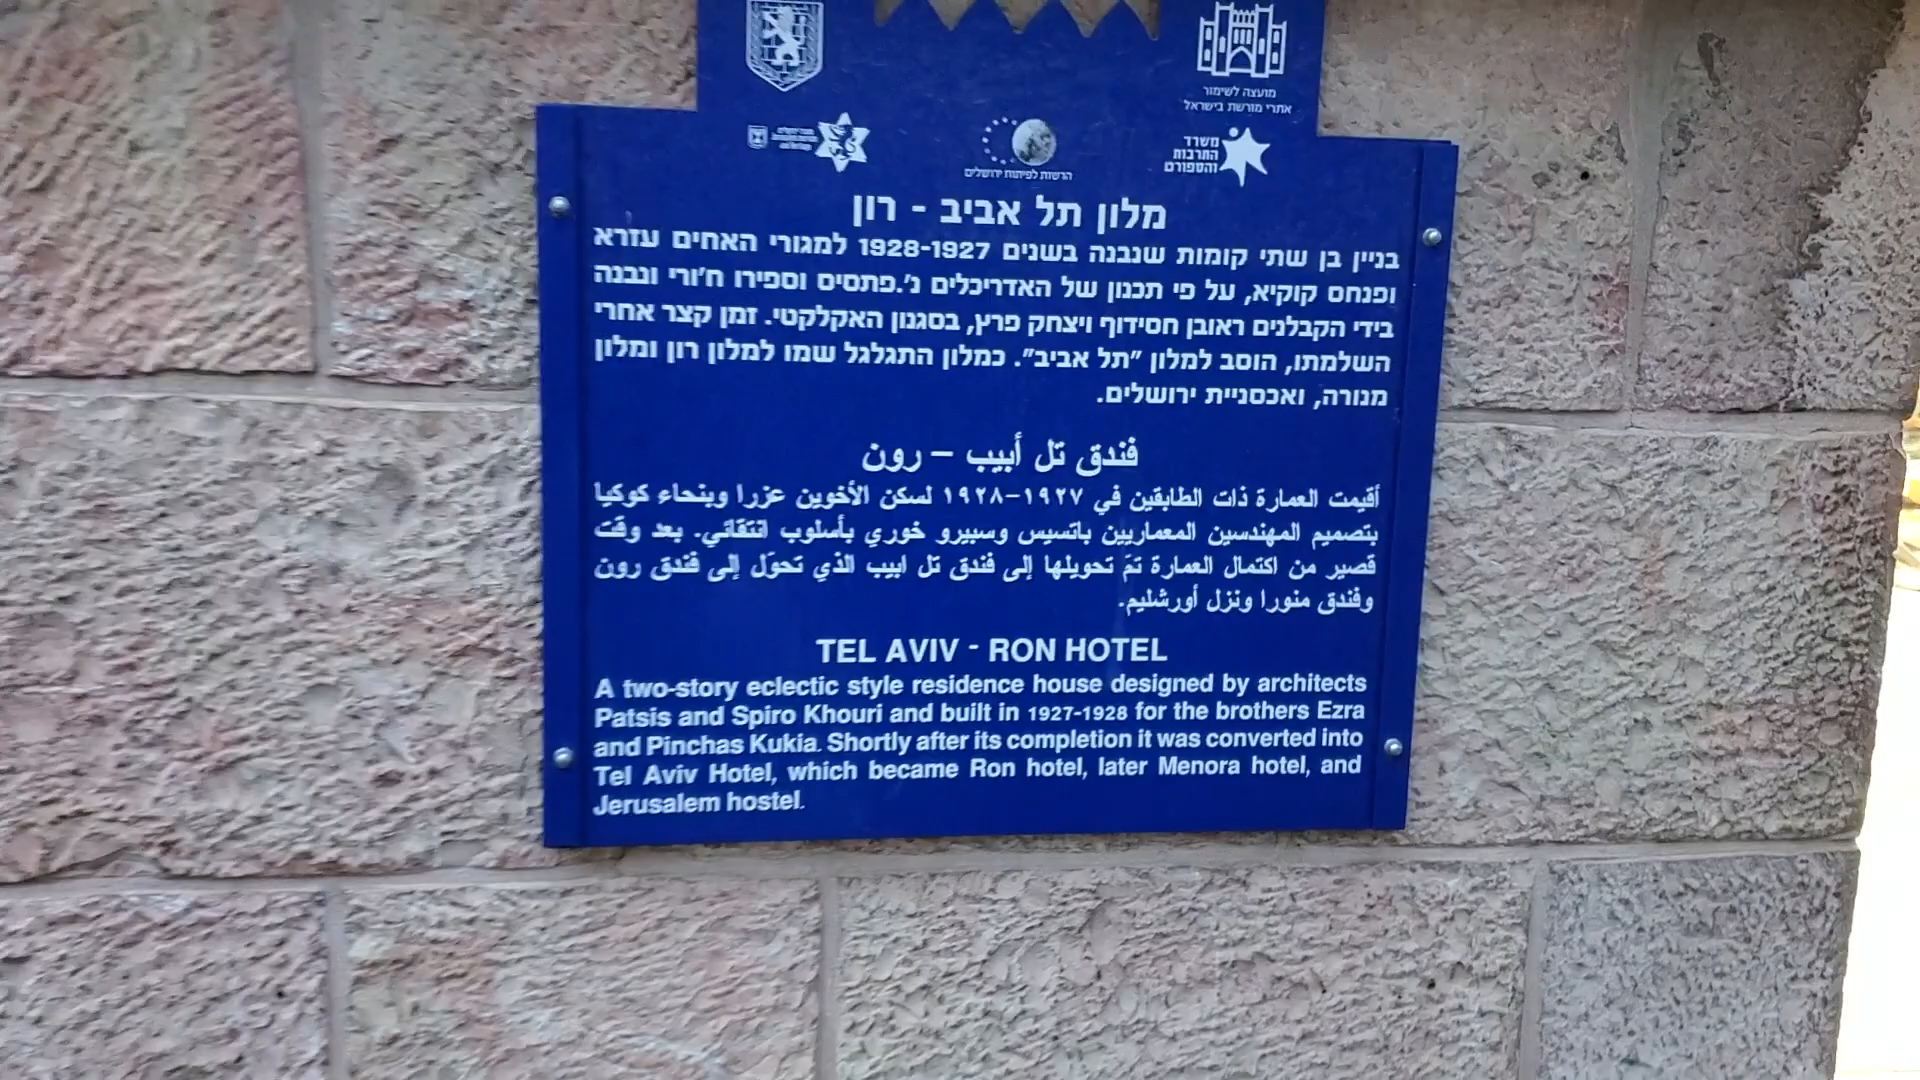 מועצה לשימור
אתרי מורשת בישראל
הרשות לפיתוח ירושלים
משרד
התרבות
והספורט
מלון תל אביב - רון
בניין בן שתי קומות שנבנה בשנים 1928-1927 למגורי האחים עזרא
ופנחס קוקיא, על פי תכנון של האדריכלים נ׳.פתסיס וספירו ח׳ורי ונבנה
בידי הקבלנים ראובן חסידוף ויצחק פרץ, בסגנון האקלקטי. זמן קצר אחרי
השלמתו, הוסב למלון ״תל אביב״. כמלון התגלגל שמו למלון רון ומלון
מנורה, ואכסניית ירושלים.
فندق تل أبيب – رون
أقيمت العمارة ذات الطابقين في ١٩٢٧–١٩٢٨ لسكن الأخوين عزرا وبنحاء كوكيا
بتصميم المهندسين المعماريين باتسيس وسبيرو خوري بأسلوب انتقائي. بعد وقت
قصير من اكتمال العمارة تمّ تحويلها إلى فندق تل ابيب الذي تحوّل إلى فندق رون
وفندق منورا ونزل أورشليم.
TEL AVIV - RON HOTEL
A two-story eclectic style residence house designed by architects
Patsis and Spiro Khouri and built in 1927-1928 for the brothers Ezra
and Pinchas Kukia. Shortly after its completion it was converted into
Tel Aviv Hotel, which became Ron hotel, later Menora hotel, and
Jerusalem hostel.